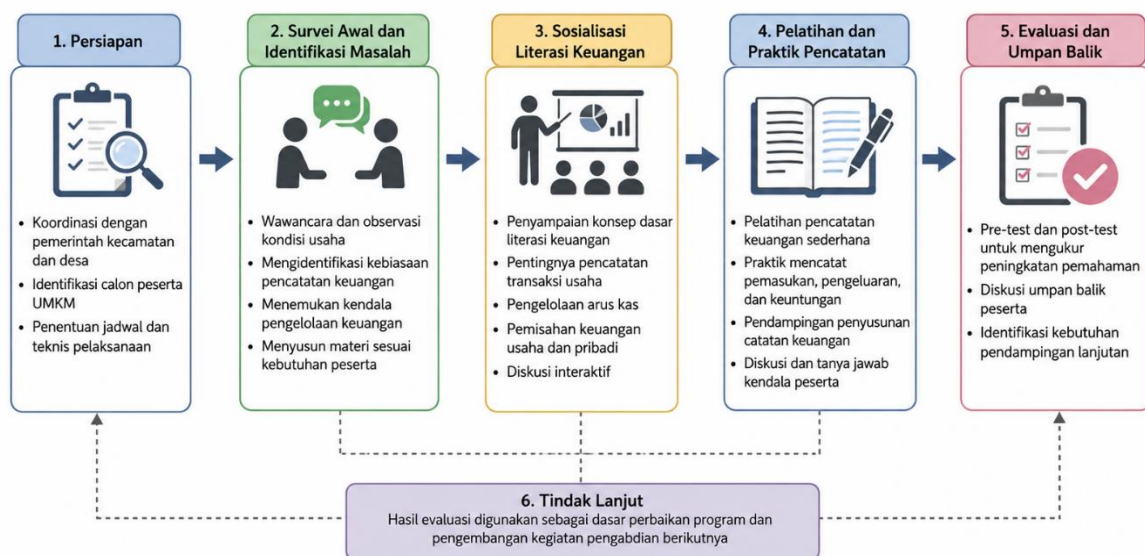 1. Persiapan
• Koordinasi dengan
pemerintah kecamatan
dan desa
• Identifikasi calon peserta
UMKM
• Penentuan jadwal dan
teknis pelaksanaan
2. Survei Awal dan
Identifikasi Masalah
• Wawancara dan observasi
kondisi usaha
• Mengidentifikasi kebiasaan
pencatatan keuangan
• Menemukan kendala
pengelolaan keuangan
• Menyusun materi sesuai
kebutuhan peserta
3. Sosialisasi
Literasi Keuangan
• Penyampaian konsep dasar
literasi keuangan
• Pentingnya pencatatan
transaksi usaha
• Pengelolaan arus kas
• Pemisahan keuangan
usaha dan pribadi
• Diskusi interaktif
4. Pelatihan dan
Praktik Pencatatan
• Pelatihan pencatatan
keuangan sederhana
• Praktik mencatat
pemasukan, pengeluaran,
dan keuntungan
• Pendampingan penyusunan
catatan keuangan
• Diskusi dan tanya jawab
kendala peserta
5. Evaluasi dan
Umpan Balik
• Pre-test dan post-test
untuk mengukur
peningkatan pemahaman
• Diskusi umpan balik
peserta
• Identifikasi kebutuhan
pendampingan lanjutan
6. Tindak Lanjut
Hasil evaluasi digunakan sebagai dasar perbaikan program dan
pengembangan kegiatan pengabdian berikutnya